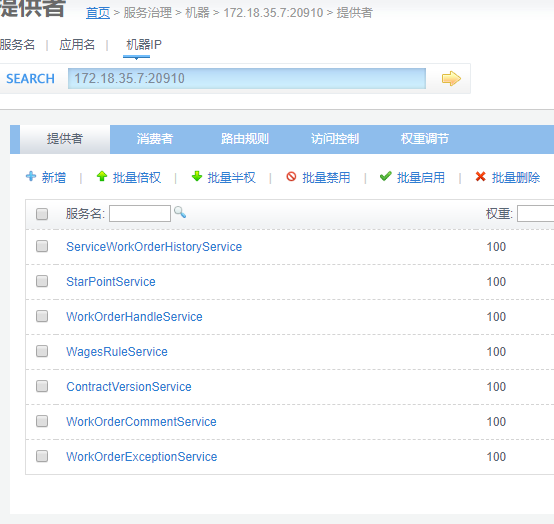 提供者
首页 > 服务治理 > 机器 > 172.18.35.7:20910 > 提供者
服务名 | 应用名 | 机器IP
SEARCH 172.18.35.7:20910
提供者 消费者 路由规则 访问控制 权重调节
新增 | 批量倍权 | 批量半权 | 批量禁用 | 批量启用 | 批量删除
服务名: 权重:
ServiceWorkOrderHistoryService 100
StarPointService 100
WorkOrderHandleService 100
WagesRuleService 100
ContractVersionService 100
WorkOrderCommentService 100
WorkOrderExceptionService 100